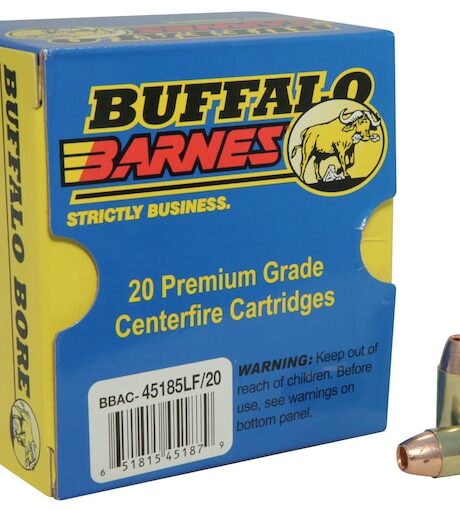 BUFFALO
BARNES
STRICTLY BUSINESS.
20 Premium Grade
Centerfire Cartridges
BBAC- 45185LF/20
6 51815 45187 9
WARNING: Keep out of
reach of children. Before
use, see warnings on
bottom panel.
BUFFALO BORE